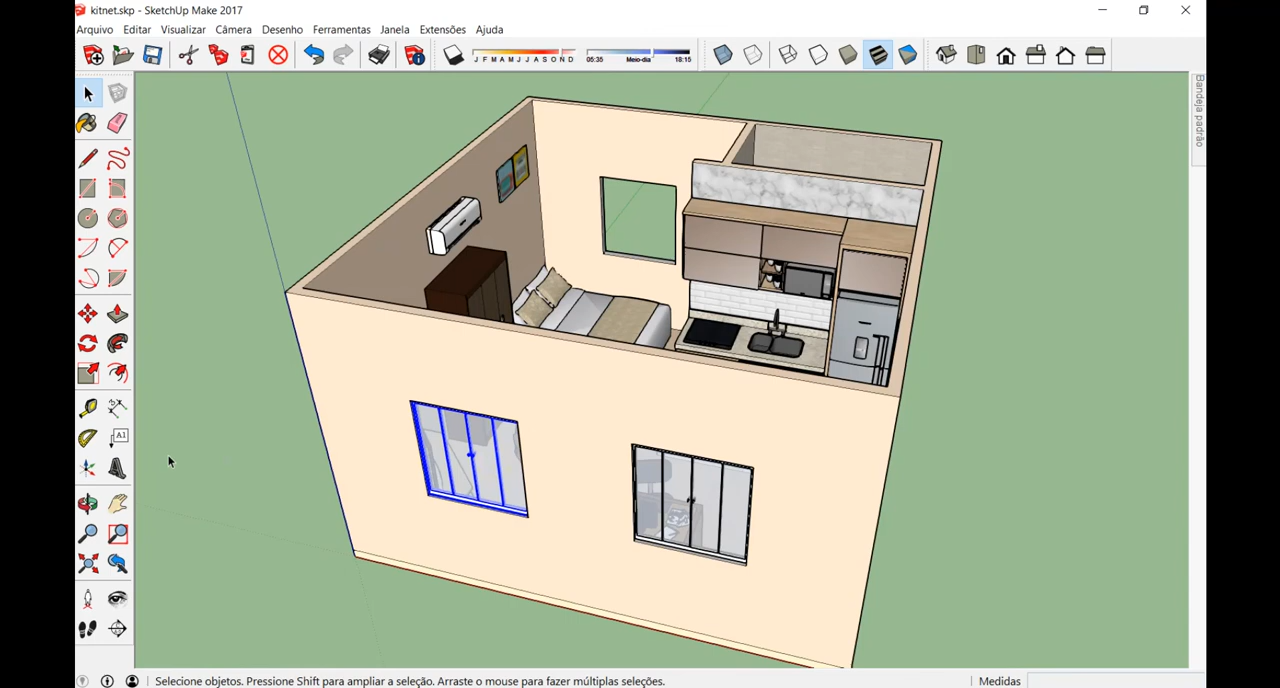 kitnet.skp - SketchUp Make 2017
Arquivo Editar Visualizar Câmera Desenho Ferramentas Janela Extensões Ajuda
J F M A M J J A S O N D 05:35 Meio-dia 18:15
Bandeja padrão
A1
Selecione objetos. Pressione Shift para ampliar a seleção. Arraste o mouse para fazer múltiplas seleções. Medidas